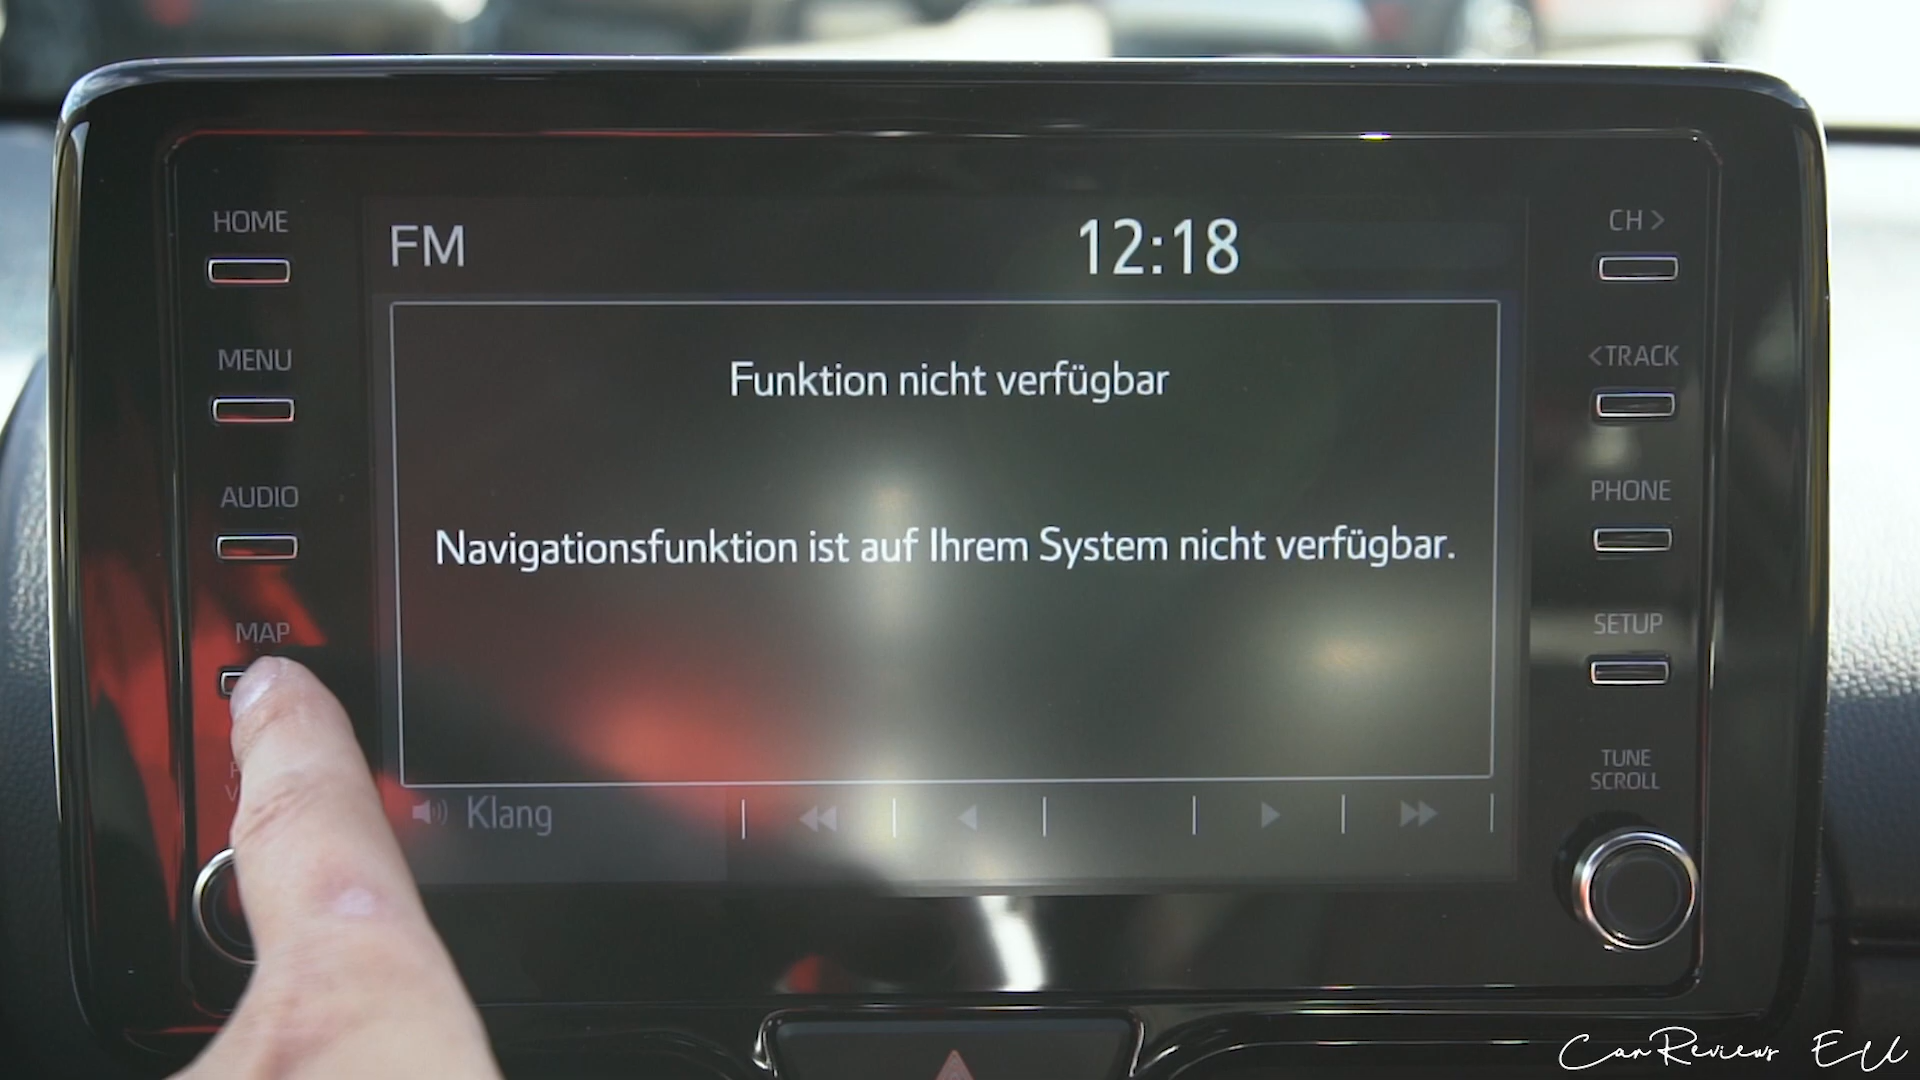 HOME
MENU
AUDIO
MAP
FM
12:18
Funktion nicht verfügbar
Navigationsfunktion ist auf Ihrem System nicht verfügbar.
Klang
CH >
<TRACK
PHONE
SETUP
TUNE
SCROLL
CarReviews EU